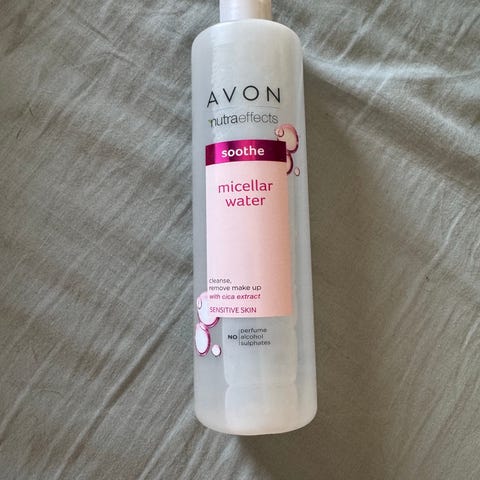 AVON
nutraeffects
soothe
micellar
water
cleanse,
remove make up
with cica extract
SENSITIVE SKIN
NO
perfume
alcohol
sulphates